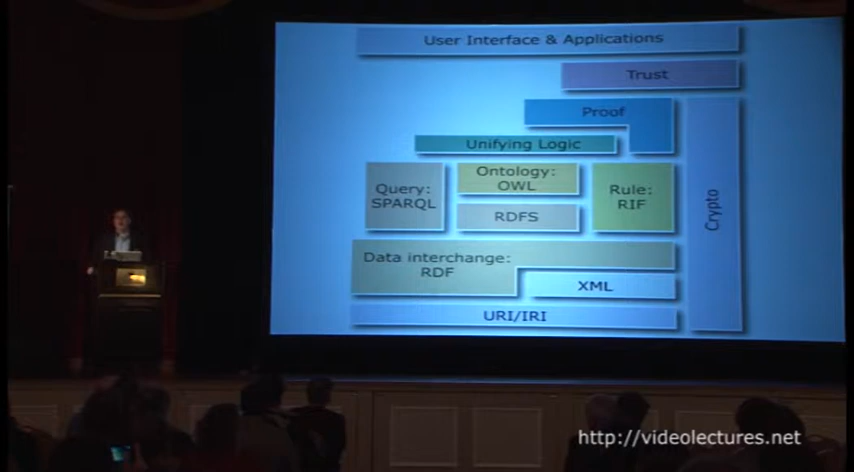 User Interface & Applications
Trust
Proof
Unifying Logic
Query:
SPARQL
Ontology:
OWL
RDFS
Rule:
RIF
Crypto
Data interchange:
RDF
XML
URI/IRI
http://videolectures.net